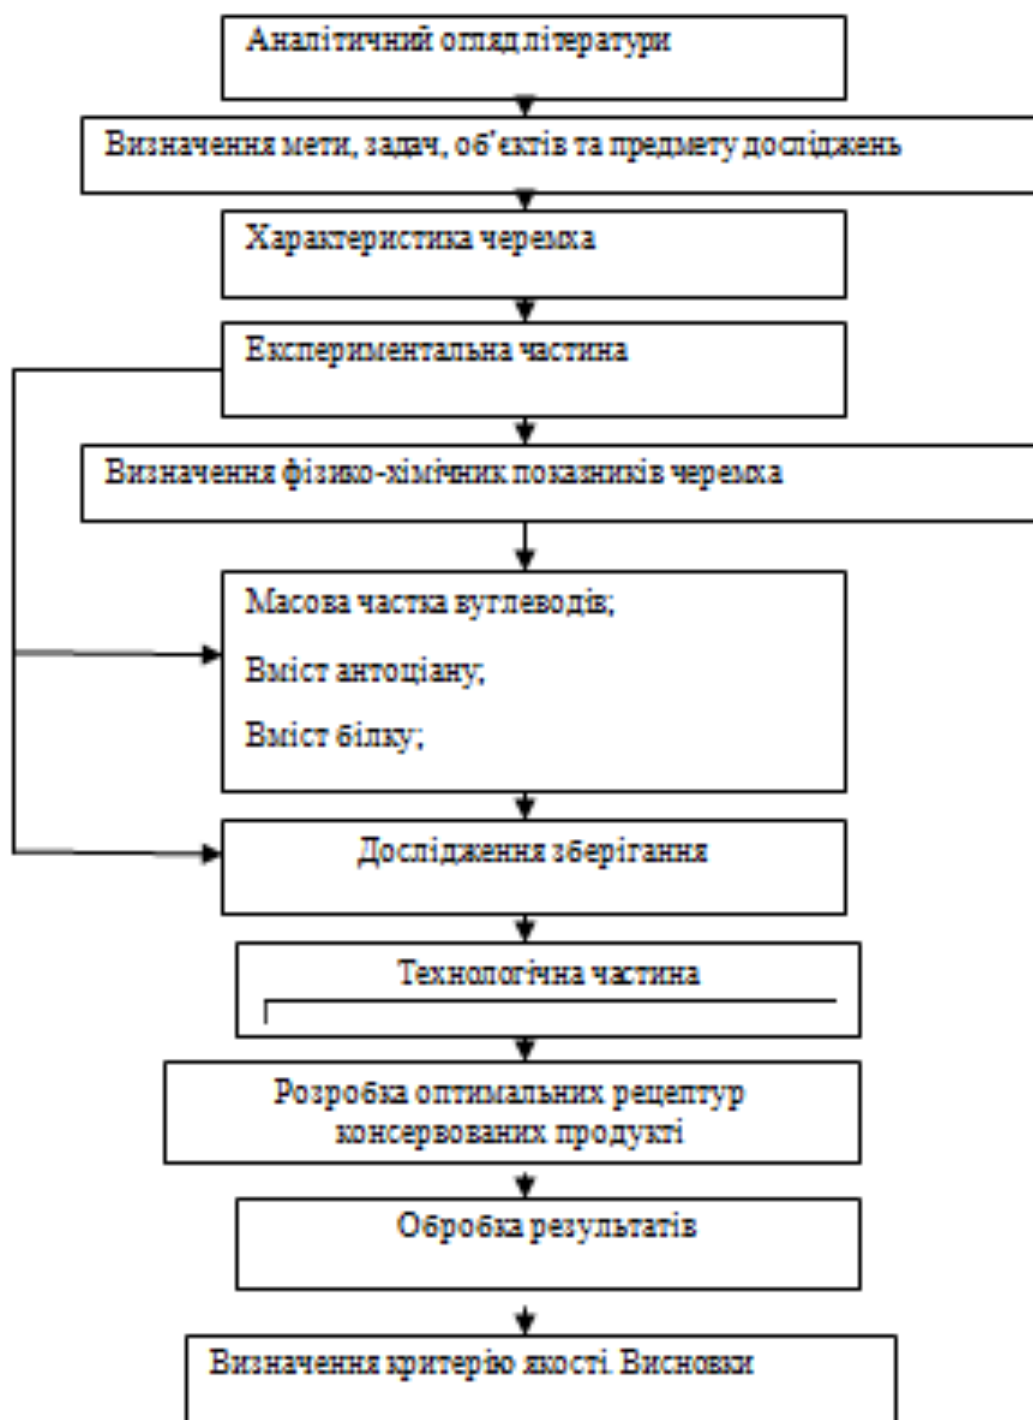 Аналітичний огляд літератури
Визначення мети, задач, об'єктів та предмету досліджень
Характеристика черемха
Експериментальна частина
Визначення фізико-хімічник показників черемха
Масова частка вуглеводів;
Вміст антоціану;
Вміст білку;
Дослідження зберігання
Технологічна частина
Розробка оптимальних рецептур
консервованих продукті
Обробка результатів
Визначення критерію якості. Висновки